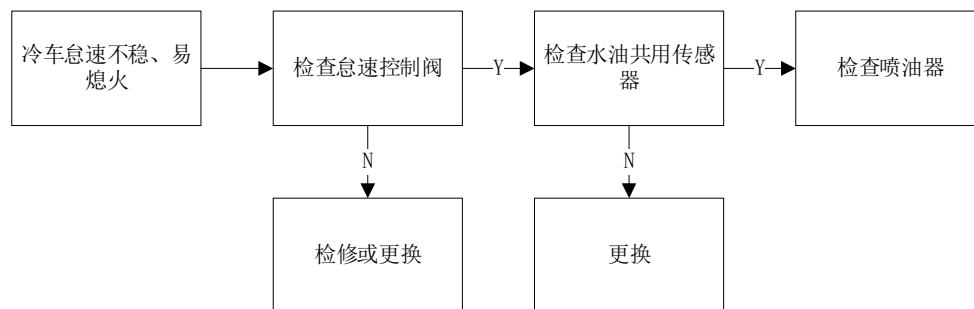 冷车怠速不稳、易
熄火
检查怠速控制阀
Y
检查水油共用传感
器
Y
检查喷油器
N
N
检修或更换
更换